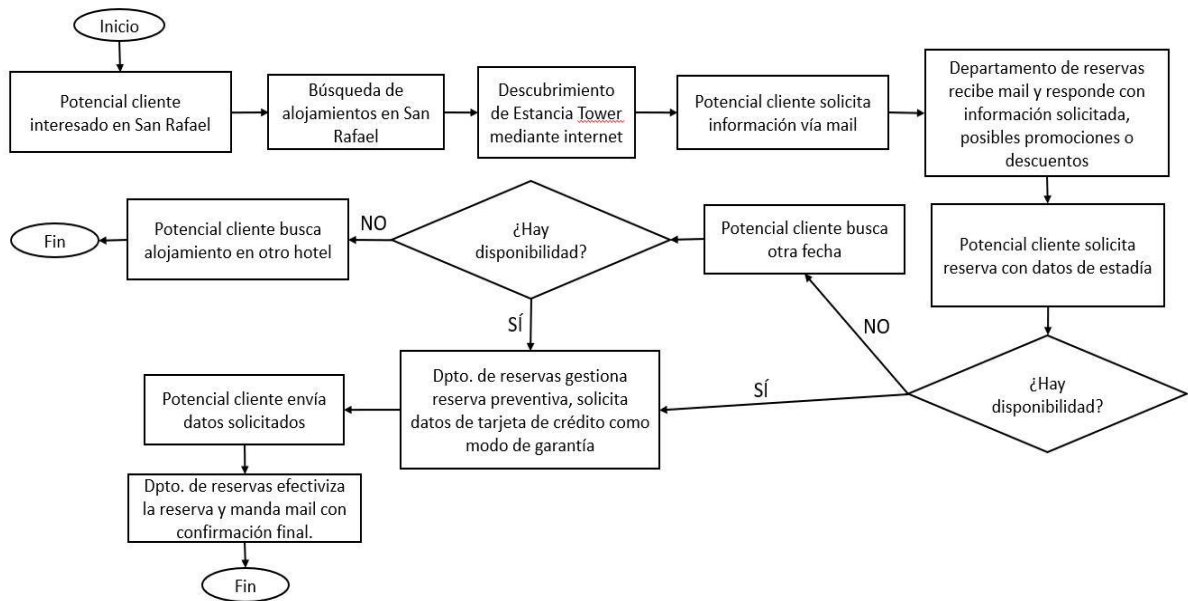 Inicio
Potencial cliente
interesado en San Rafael
Búsqueda de
alojamientos en San
Rafael
Descubrimiento
de Estancia Tower
mediante internet
Potencial cliente solicita
información vía mail
Departamento de reservas
recibe mail y responde con
información solicitada,
posibles promociones o
descuentos
Potencial cliente solicita
reserva con datos de estadía
¿Hay
disponibilidad?
NO
Potencial cliente busca
otra fecha
¿Hay
disponibilidad?
NO
Potencial cliente busca
alojamiento en otro hotel
Fin
SÍ
SÍ
Dpto. de reservas gestiona
reserva preventiva, solicita
datos de tarjeta de crédito como
modo de garantía
Potencial cliente envía
datos solicitados
Dpto. de reservas efectiviza
la reserva y manda mail con
confirmación final.
Fin